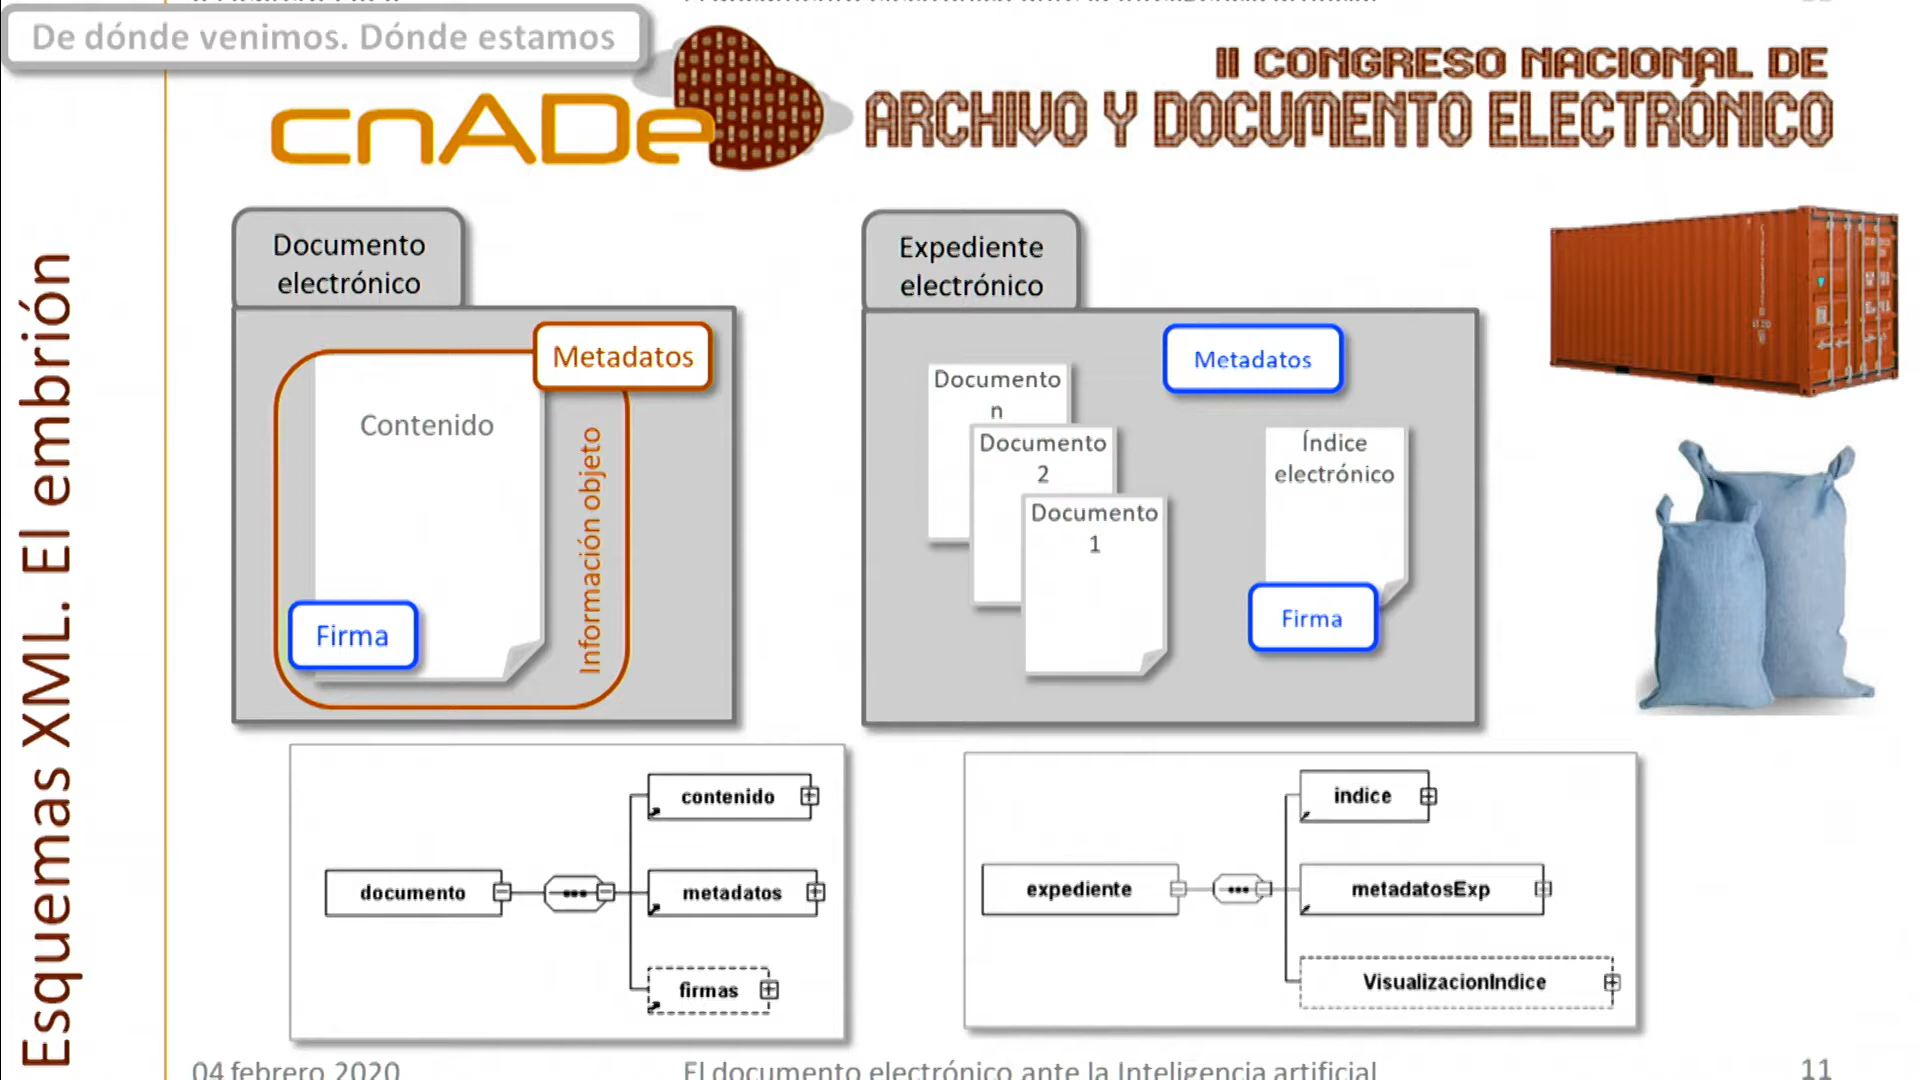 De dónde venimos. Dónde estamos
cnADe
II CONGRESO NACIONAL DE
ARCHIVO Y DOCUMENTO ELECTRÓNICO
Esquemas XML. El embrión
Documento
electrónico
Metadatos
Contenido
Información objeto
Firma
Expediente
electrónico
Metadatos
Documento
n
Documento
2
Documento
1
Índice
electrónico
Firma
documento
contenido
metadatos
firmas
expediente
indice
metadatosExp
VisualizacionIndice
04 febrero 2020
El documento electrónico ante la Inteligencia artificial
11